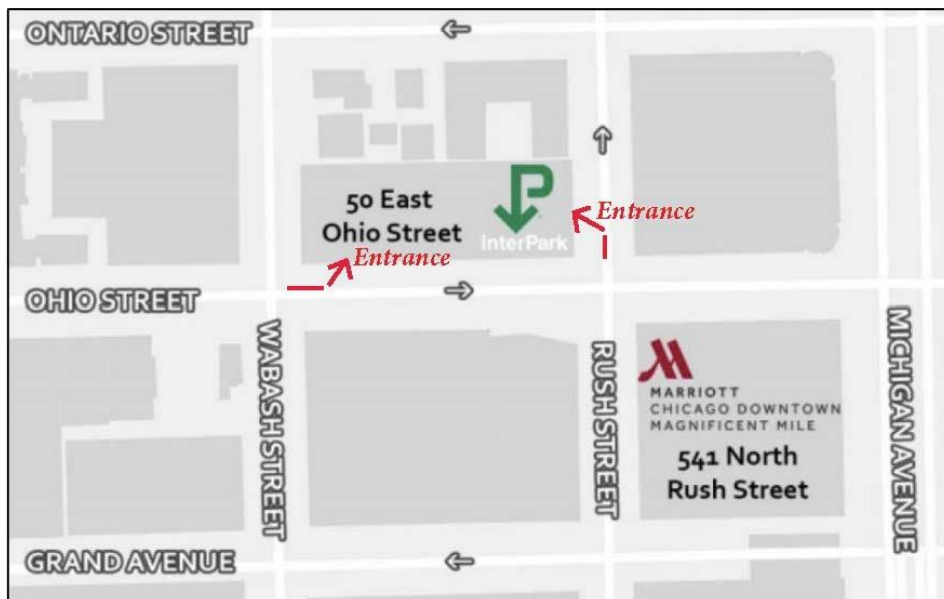 ONTARIO STREET
50 East
Ohio Street
P
InterPark
Entrance
Entrance
OHIO STREET
WABASH STREET
RUSH STREET
MICHIGAN AVENUE
MARRIOTT
CHICAGO DOWNTOWN
MAGNIFICENT MILE
541 North
Rush Street
GRAND AVENUE